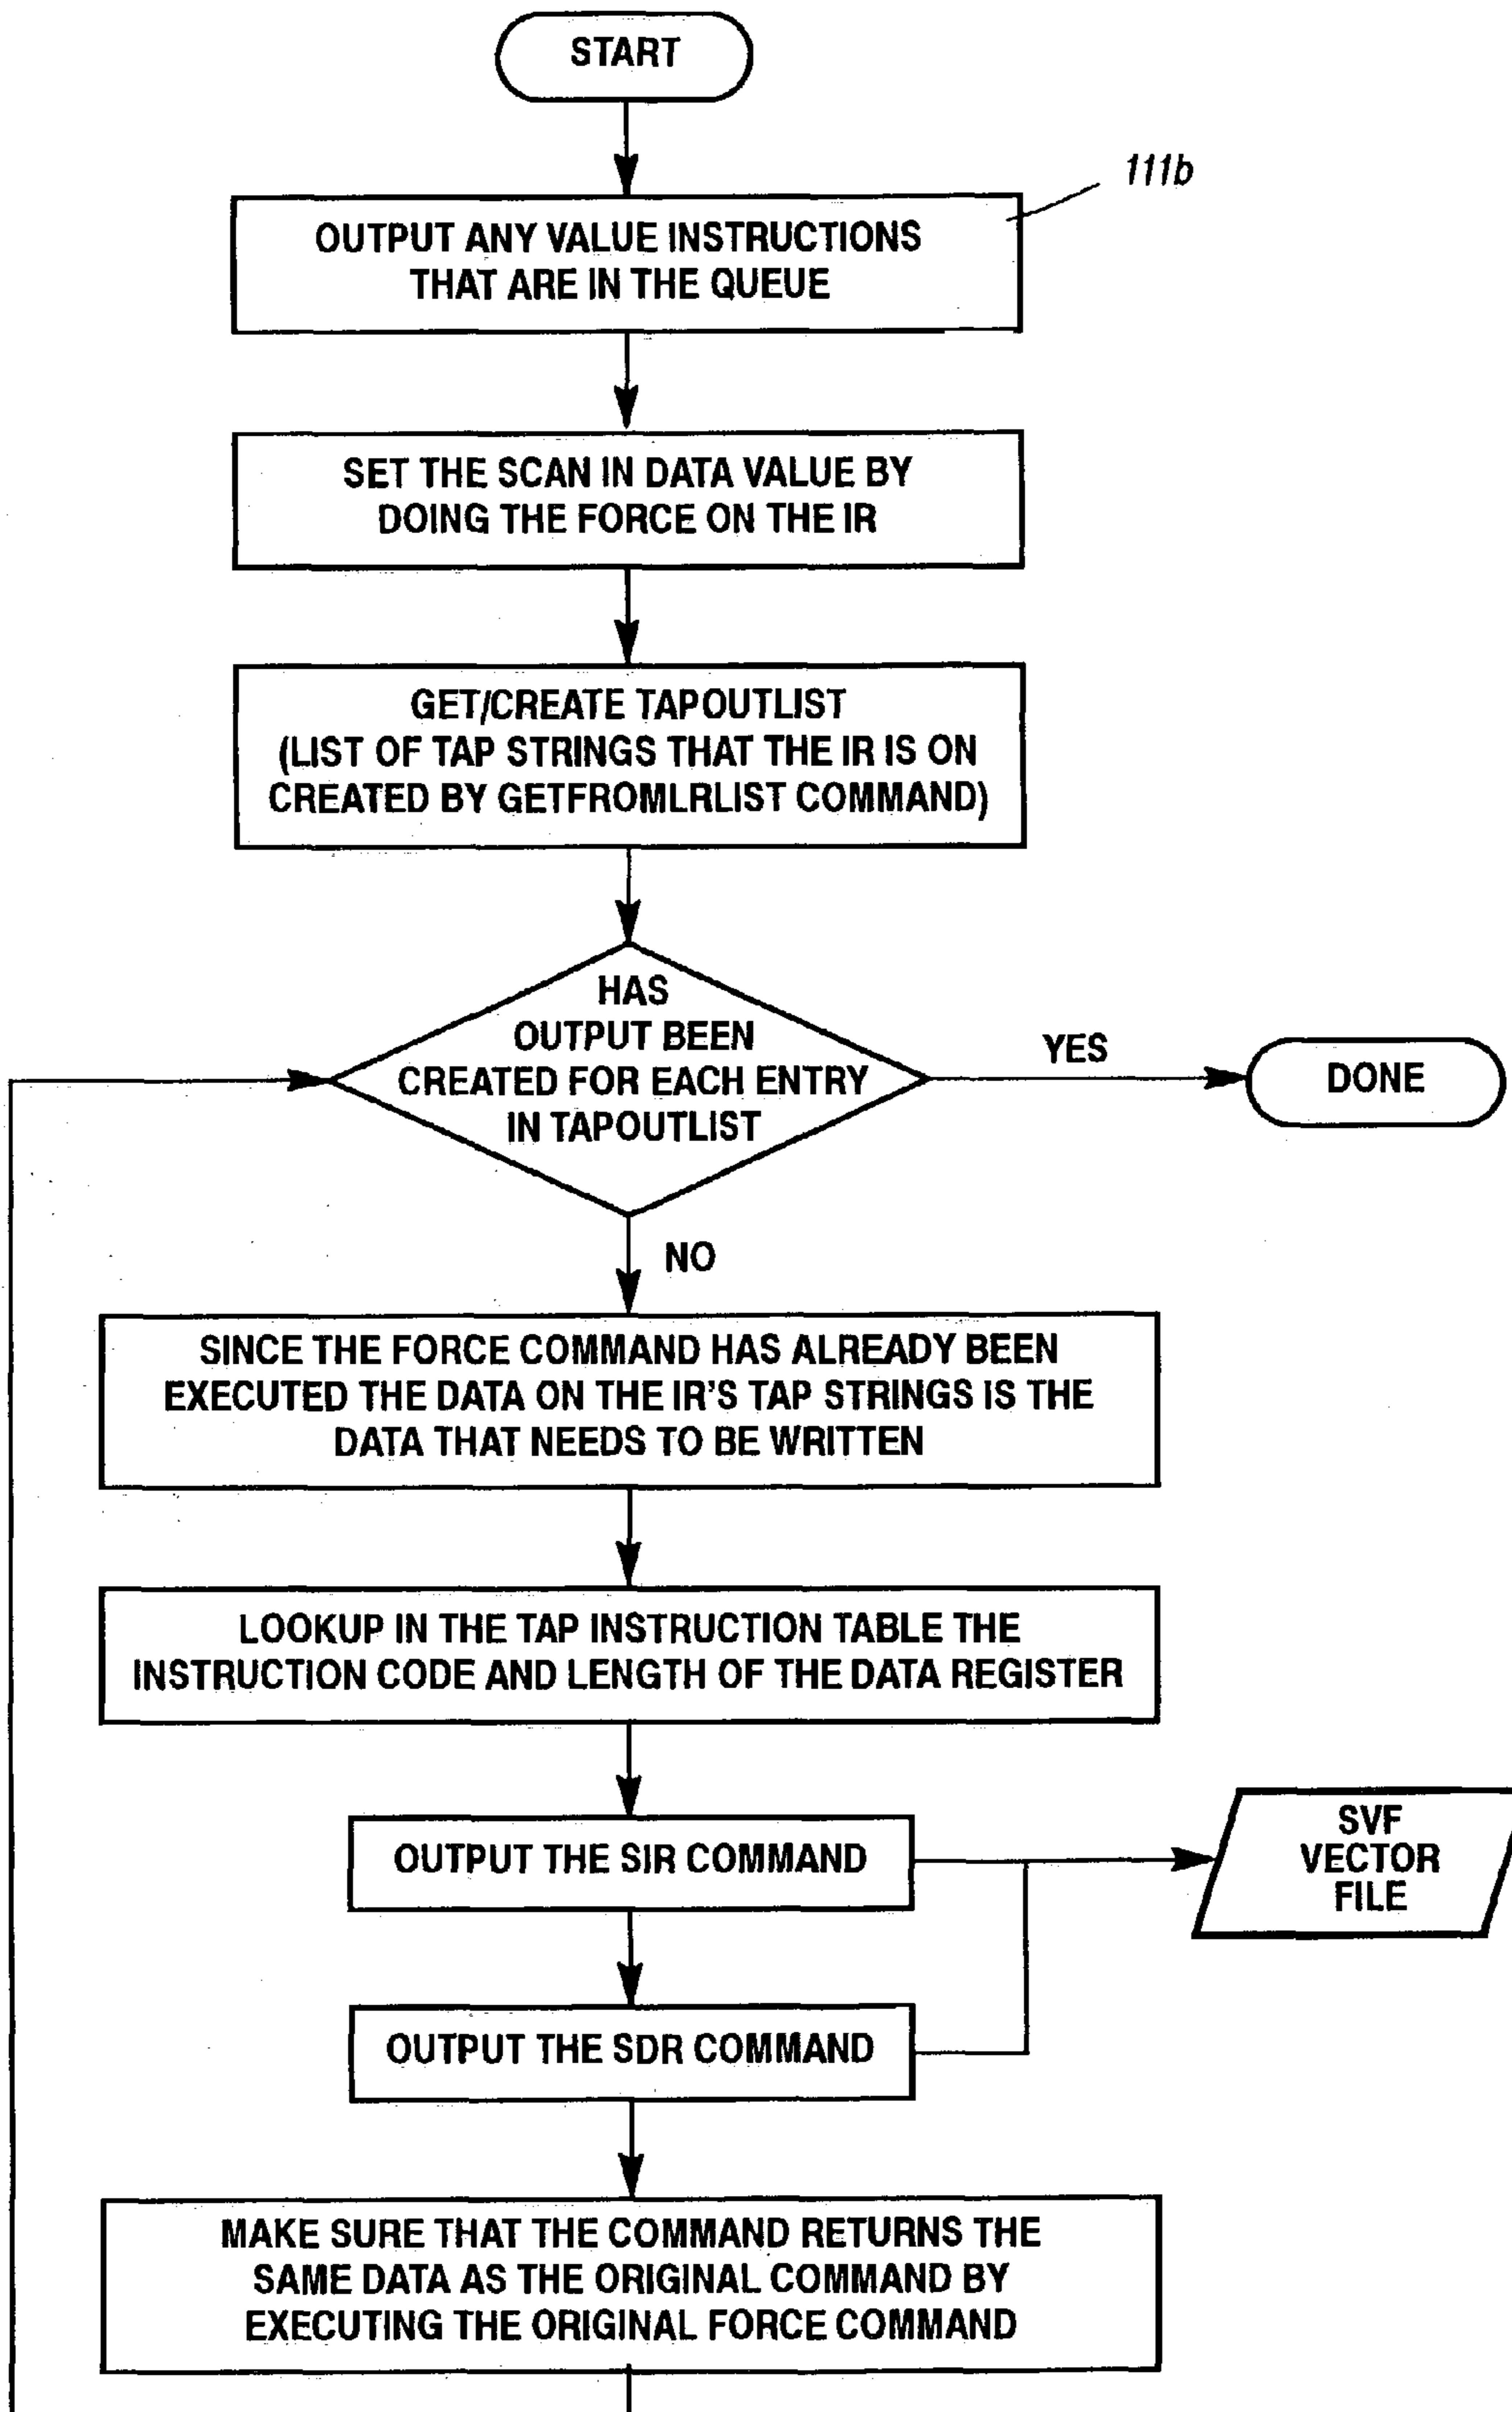 START
111b
OUTPUT ANY VALUE INSTRUCTIONS
THAT ARE IN THE QUEUE
SET THE SCAN IN DATA VALUE BY
DOING THE FORCE ON THE IR
GET/CREATE TAPOUTLIST
(LIST OF TAP STRINGS THAT THE IR IS ON
CREATED BY GETFROMLRLIST COMMAND)
HAS
OUTPUT BEEN
CREATED FOR EACH ENTRY
IN TAPOUTLIST
YES
DONE
NO
SINCE THE FORCE COMMAND HAS ALREADY BEEN
EXECUTED THE DATA ON THE IR'S TAP STRINGS IS THE
DATA THAT NEEDS TO BE WRITTEN
LOOKUP IN THE TAP INSTRUCTION TABLE THE
INSTRUCTION CODE AND LENGTH OF THE DATA REGISTER
OUTPUT THE SIR COMMAND
SVF
VECTOR
FILE
OUTPUT THE SDR COMMAND
MAKE SURE THAT THE COMMAND RETURNS THE
SAME DATA AS THE ORIGINAL COMMAND BY
EXECUTING THE ORIGINAL FORCE COMMAND